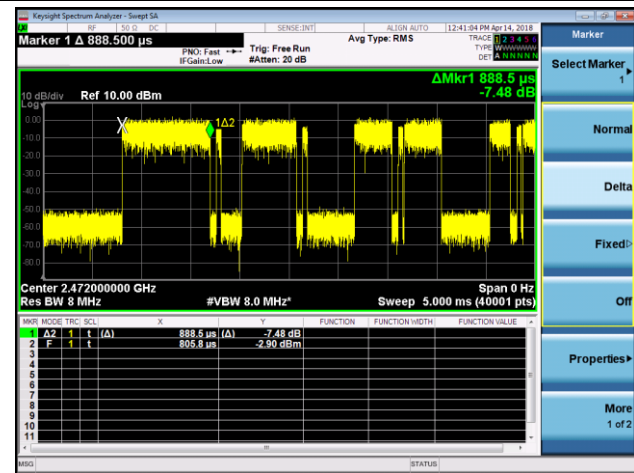 Keysight Spectrum Analyzer - Swept SA
RF 50 Ω DC SENSE:INT ALIGN AUTO 12:41:04 PM Apr 14, 2018
Marker 1 Δ 888.500 µs
PNO: Fast
IFGain:Low
Trig: Free Run
#Atten: 20 dB
Avg Type: RMS
TRACE 1 2 3 4 5 6
TYPE WWWWWW
DET A N N N N N
ΔMkr1 888.5 µs
-7.48 dB
10 dB/div Ref 10.00 dBm
Log
0.00
-10.0
-20.0
-30.0
-40.0
-50.0
-60.0
-70.0
-80.0
X
1Δ2
Center 2.472000000 GHz Span 0 Hz
Res BW 8 MHz #VBW 8.0 MHz* Sweep 5.000 ms (40001 pts)
MKR MODE TRC SCL X Y FUNCTION FUNCTION WIDTH FUNCTION VALUE
1 Δ2 1 t (Δ) 888.5 µs (Δ) -7.48 dB
2 F 1 t 805.8 µs -2.90 dBm
3
4
5
6
7
8
9
10
11
MSG STATUS
Marker
Select Marker
1
Normal
Delta
Fixed
Off
Properties
More
1 of 2